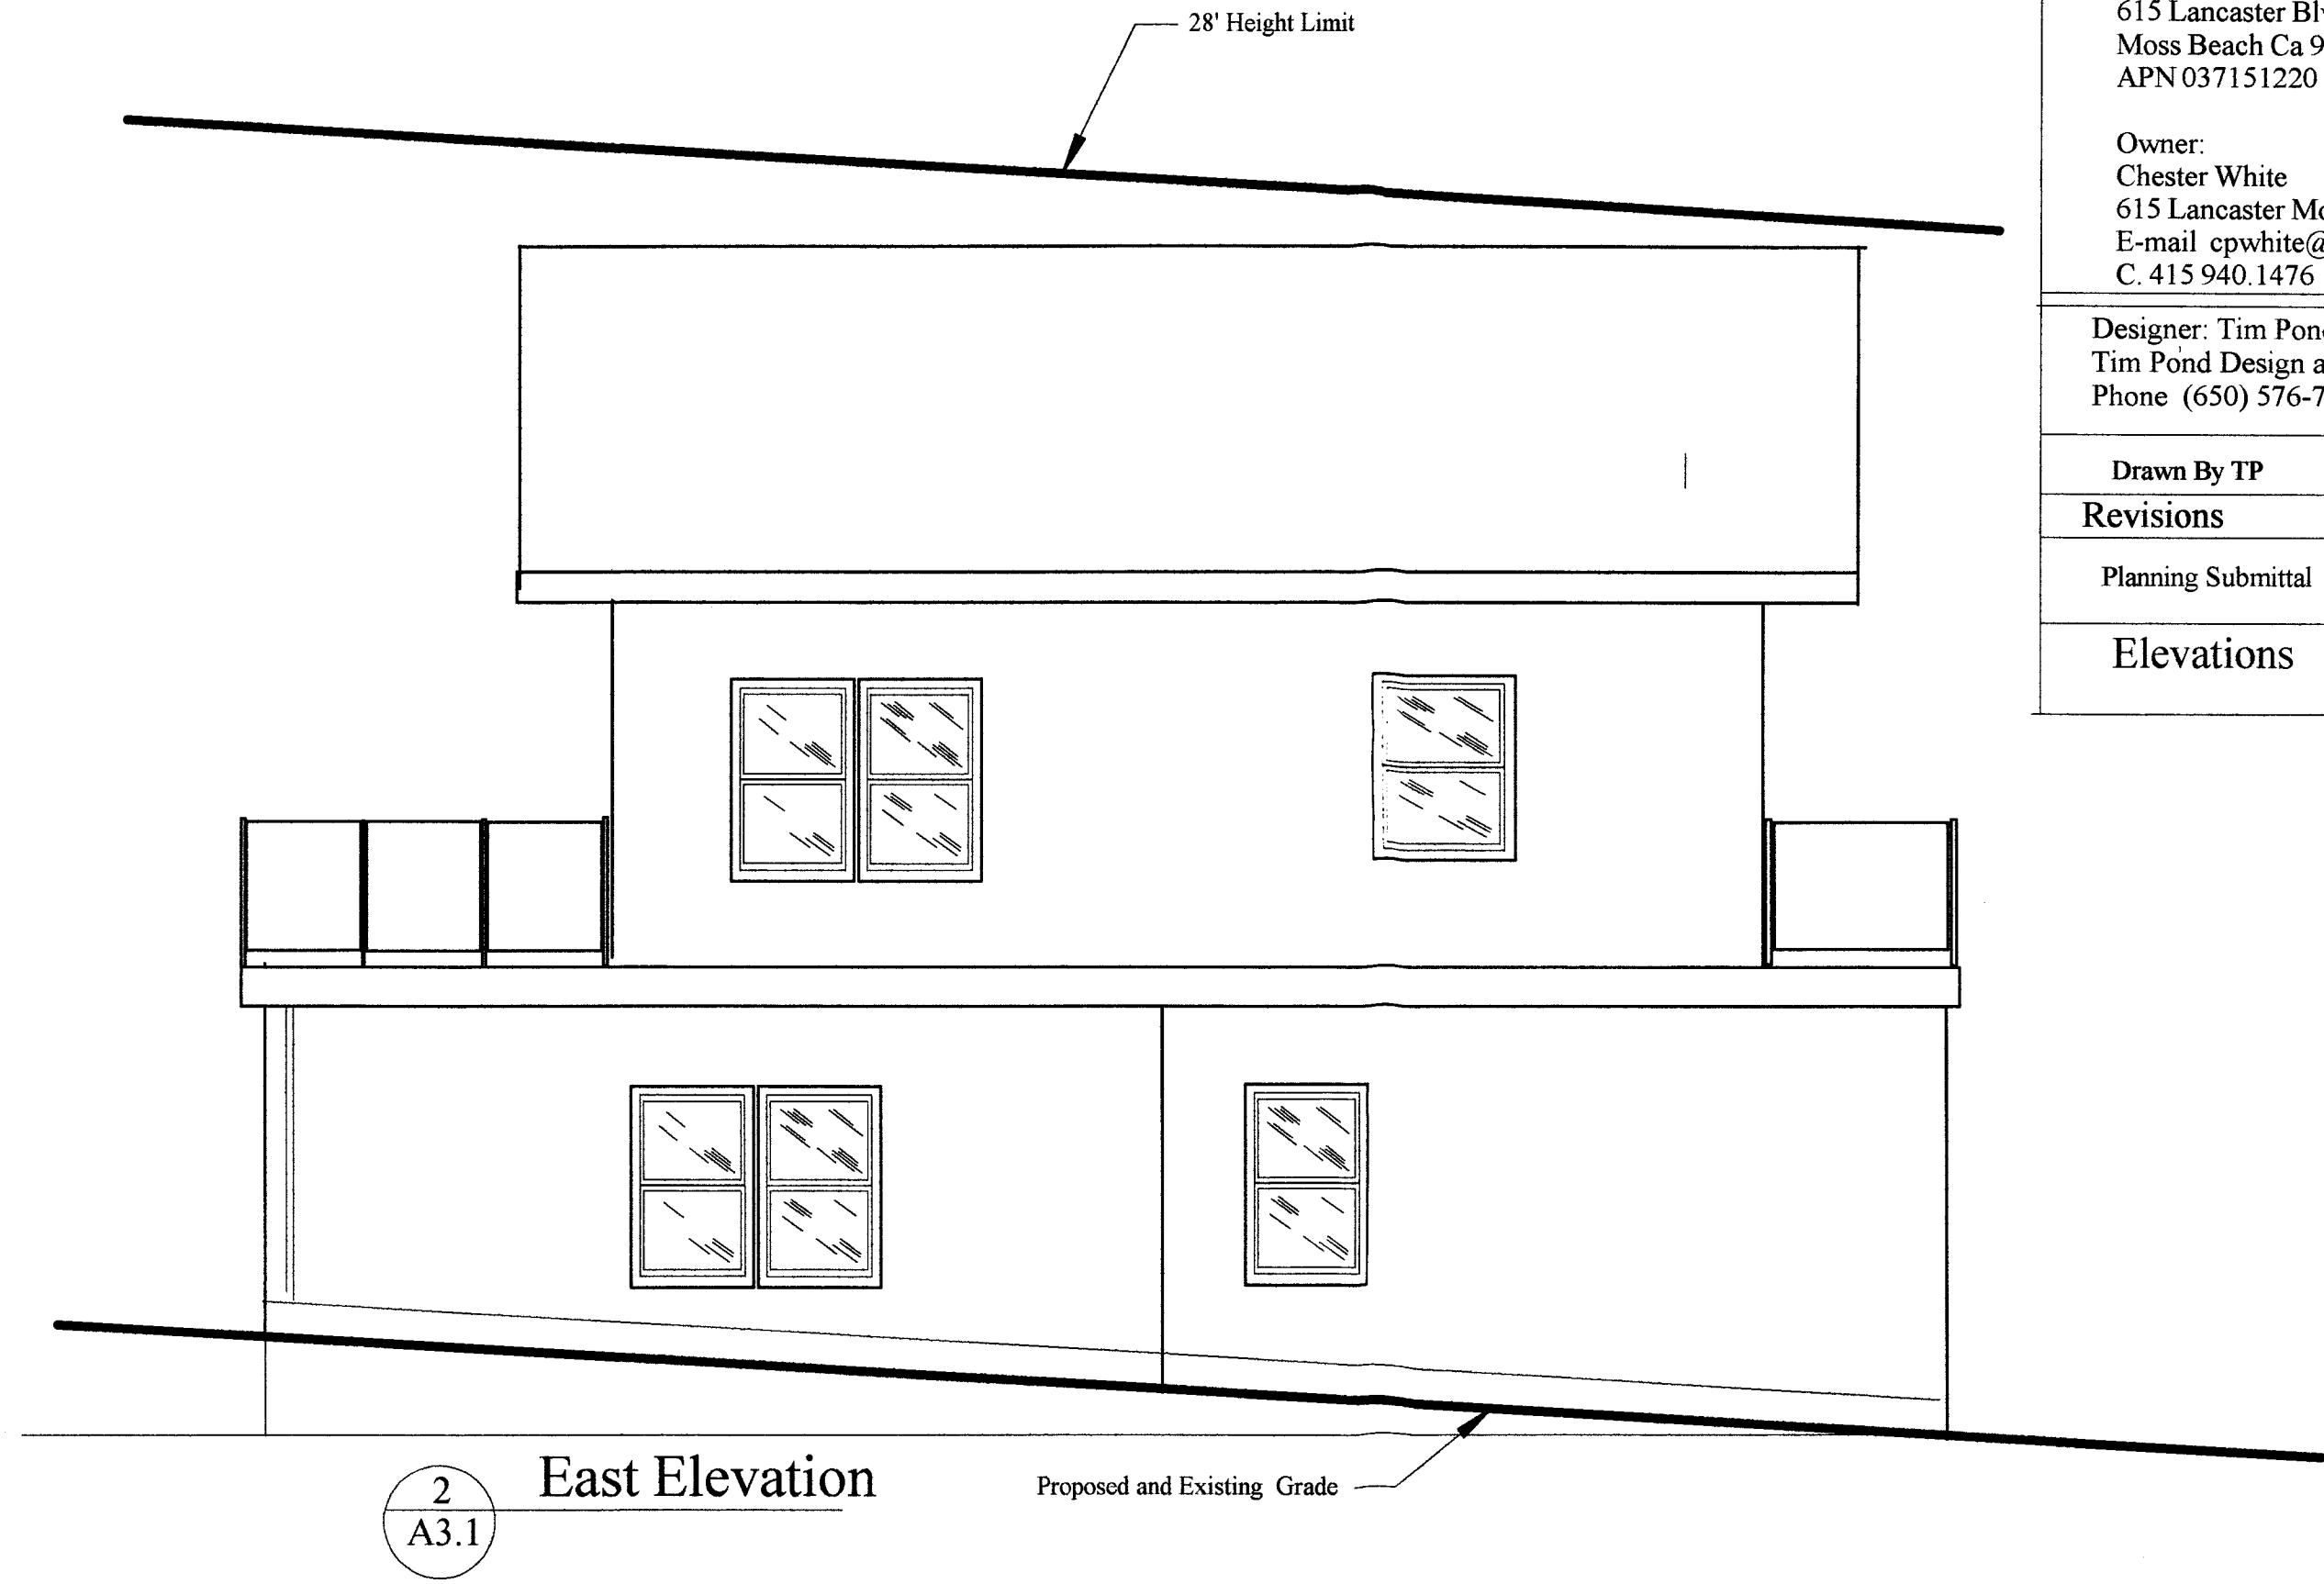 28' Height Limit
615 Lancaster
Moss Beach Ca
APN 037151220
Owner:
Chester White
615 Lancaster
E-mail cpwhite@
C. 415 940.1476
Designer: Tim
Tim Pond Design
Phone (650)
Drawn By TP
Revisions
Planning Submittal
Elevations
East Elevation
2
A3.1
Proposed and Existing Grade